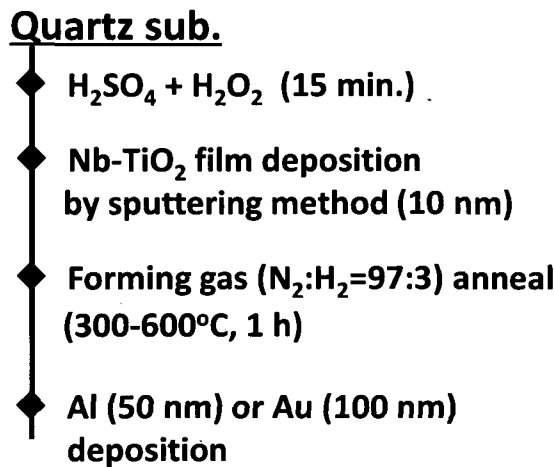 Quartz sub.
H₂SO₄ + H₂O₂ (15 min.)
Nb-TiO₂ film deposition
by sputtering method (10 nm)
Forming gas (N₂:H₂=97:3) anneal
(300-600ºC, 1 h)
Al (50 nm) or Au (100 nm)
deposition